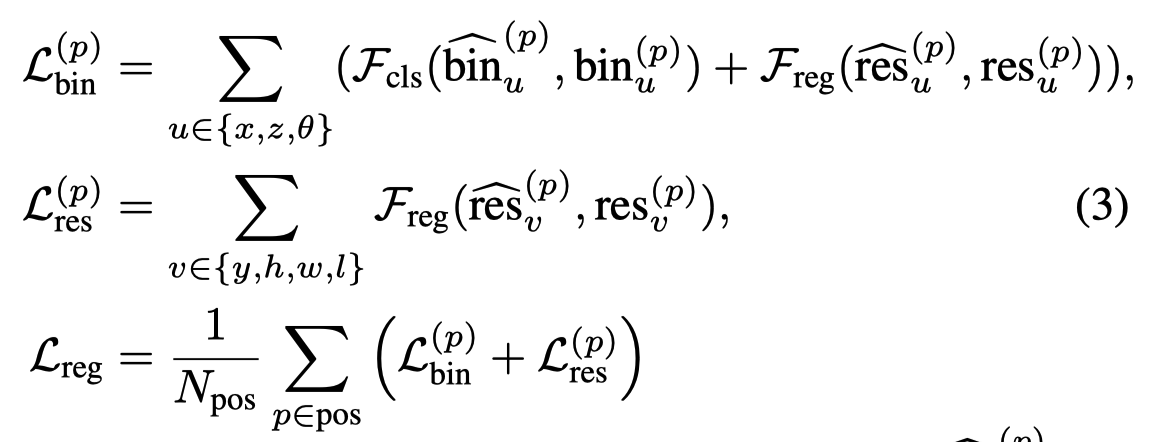 \mathcal{L}_{\text{bin}}^{(p)} = \sum_{u \in \{x,z,\theta\}} (\mathcal{F}_{\text{cls}}(\widehat{\text{bin}}_u^{(p)}, \text{bin}_u^{(p)}) + \mathcal{F}_{\text{reg}}(\widehat{\text{res}}_u^{(p)}, \text{res}_u^{(p)})),
\mathcal{L}_{\text{res}}^{(p)} = \sum_{v \in \{y,h,w,l\}} \mathcal{F}_{\text{reg}}(\widehat{\text{res}}_v^{(p)}, \text{res}_v^{(p)}), (3)
\mathcal{L}_{\text{reg}} = \frac{1}{N_{\text{pos}}} \sum_{p \in \text{pos}} \left( \mathcal{L}_{\text{bin}}^{(p)} + \mathcal{L}_{\text{res}}^{(p)} \right)